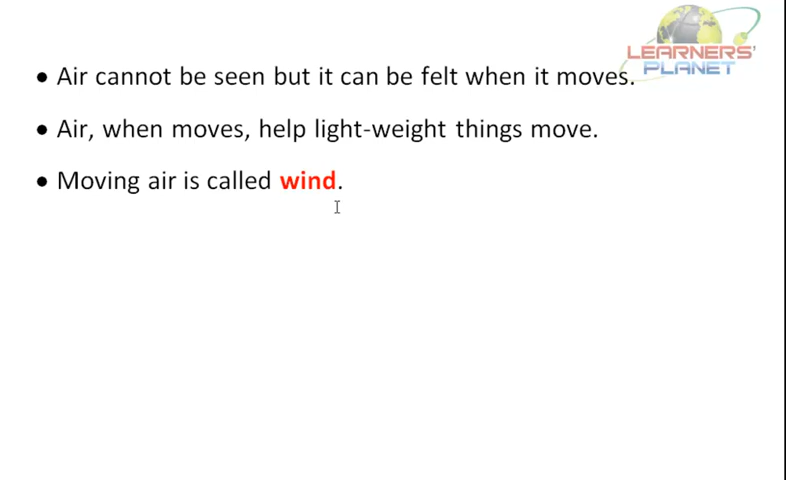 LEARNERS'
PLANET
• Air cannot be seen but it can be felt when it moves.
• Air, when moves, help light-weight things move.
• Moving air is called wind.